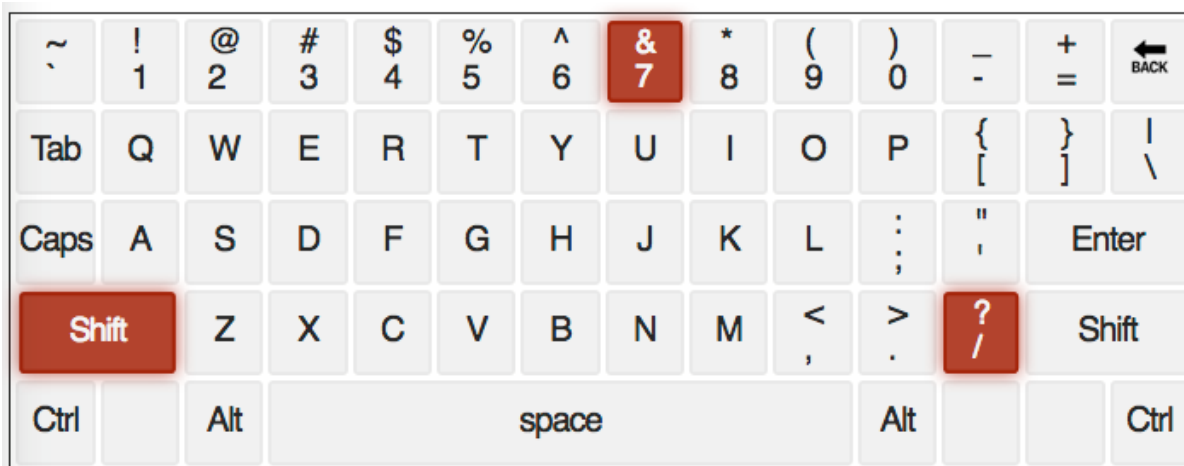 ~ ! @ # $ % ^ & * ( ) _ +
` 1 2 3 4 5 6 7 8 9 0 - = BACK
Tab Q W E R T Y U I O P { } |
[ ] \
Caps A S D F G H J K L : " Enter
; '
Shift Z X C V B N M < > ? Shift
, . /
Ctrl Alt space Alt Ctrl